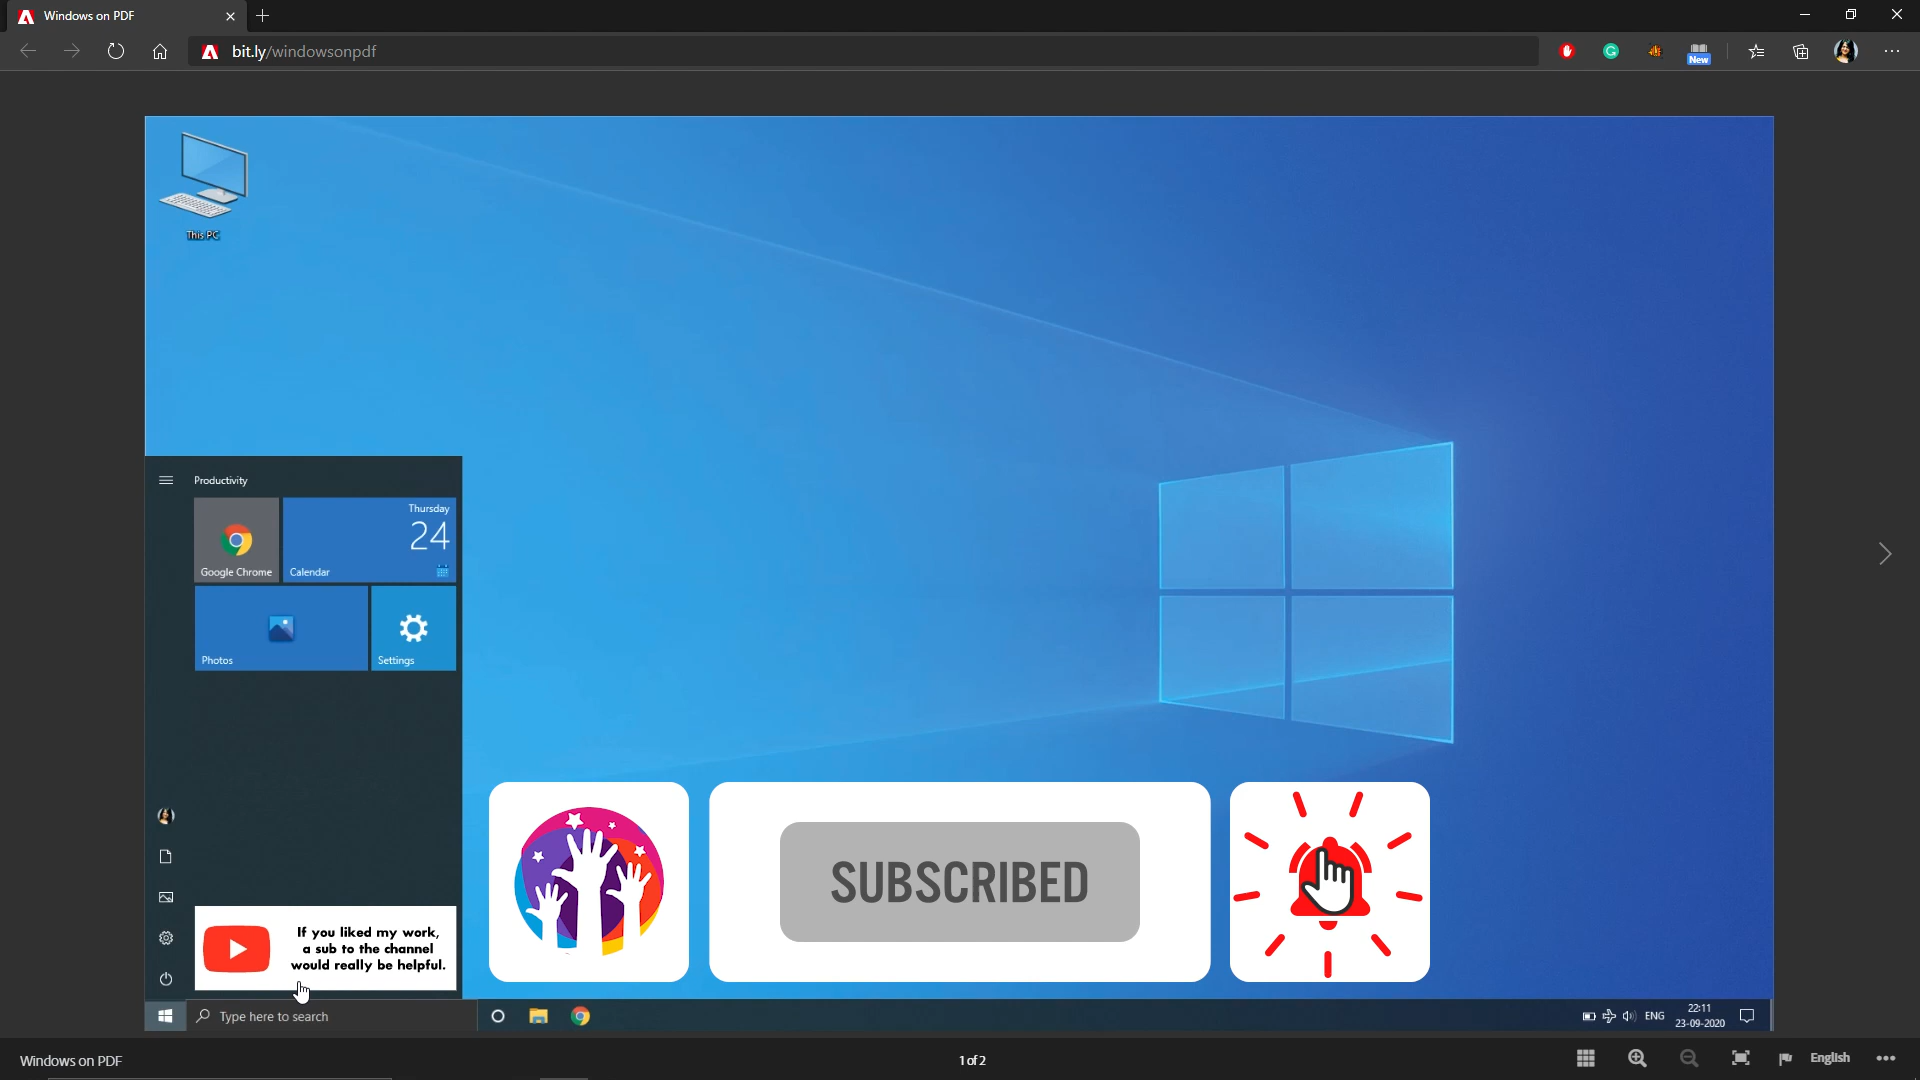 Windows on PDF
bit.ly/windowsonpdf
New
This PC
Productivity
Thursday
24
Google Chrome
Calendar
Photos
Settings
If you liked my work,
a sub to the channel
would really be helpful.
SUBSCRIBED
Type here to search
ENG
22:11
23-09-2020
Windows on PDF
1 of 2
English